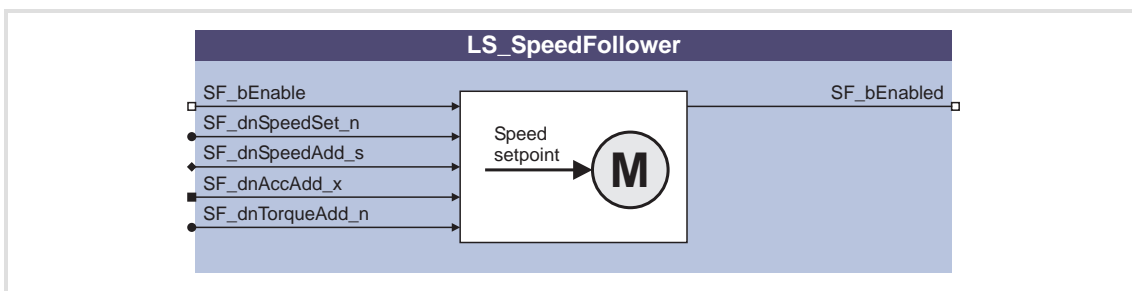 LS_SpeedFollower
SF_bEnable
SF_bEnabled
SF_dnSpeedSet_n
SF_dnSpeedAdd_s
SF_dnAccAdd_x
SF_dnTorqueAdd_n
Speed
setpoint
M